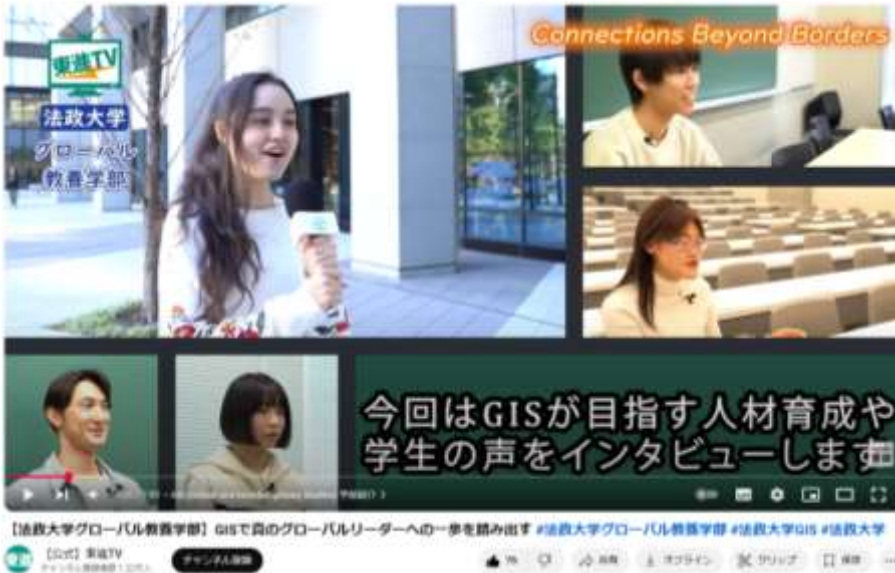 Connections Beyond Borders
東進TV
法政大学
グローバル
教養学部
今回はGISが目指す人材育成や
学生の声をインタビューします
【法政大学グローバル教養学部】GISで真のグローバルリーダーへの一歩を踏み出す #法政大学グローバル教養学部 #法政大学GIS #法政大学
【公式】東進TV
チャンネル登録
共有
オフライン
クリップ
保存